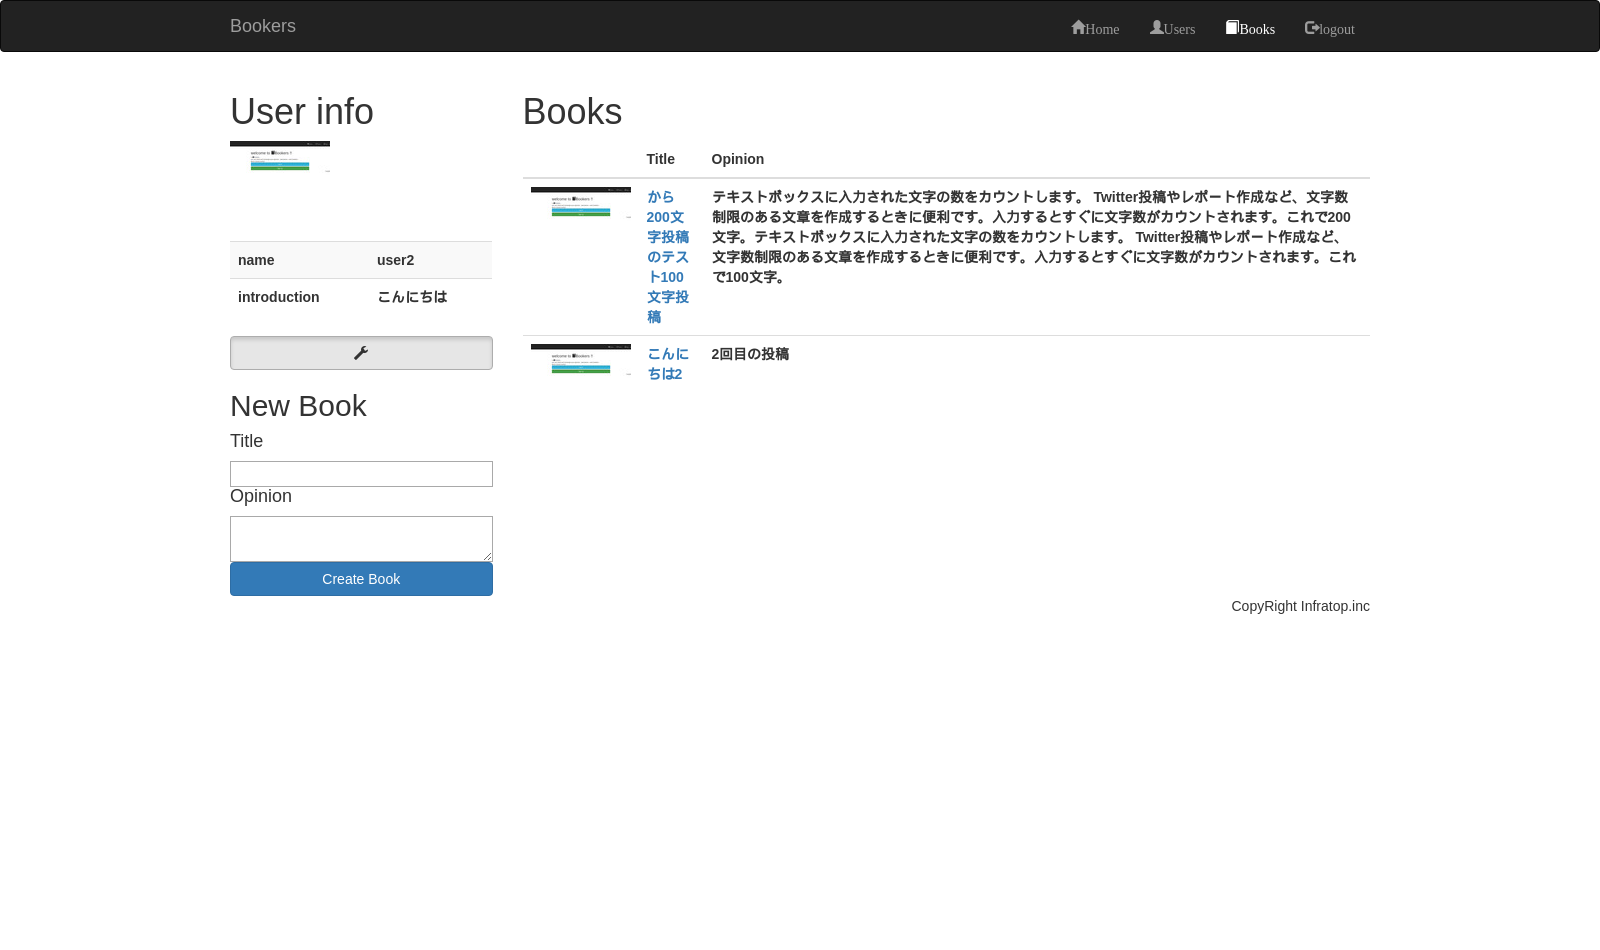 Bookers
Home
Users
Books
logout
User info
welcome to Bookers !!
name
user2
introduction
こんにちは
New Book
Title
Opinion
Create Book
Books
Title
Opinion
welcome to Bookers !!
から
200文
字投稿
のテス
ト100
文字投
稿
テキストボックスに入力された文字の数をカウントします。 Twitter投稿やレポート作成など、文字数
制限のある文章を作成するときに便利です。入力するとすぐに文字数がカウントされます。これで200
文字。テキストボックスに入力された文字の数をカウントします。 Twitter投稿やレポート作成など、
文字数制限のある文章を作成するときに便利です。入力するとすぐに文字数がカウントされます。これ
で100文字。
welcome to Bookers !!
こんに
ちは2
2回目の投稿
CopyRight Infratop.inc